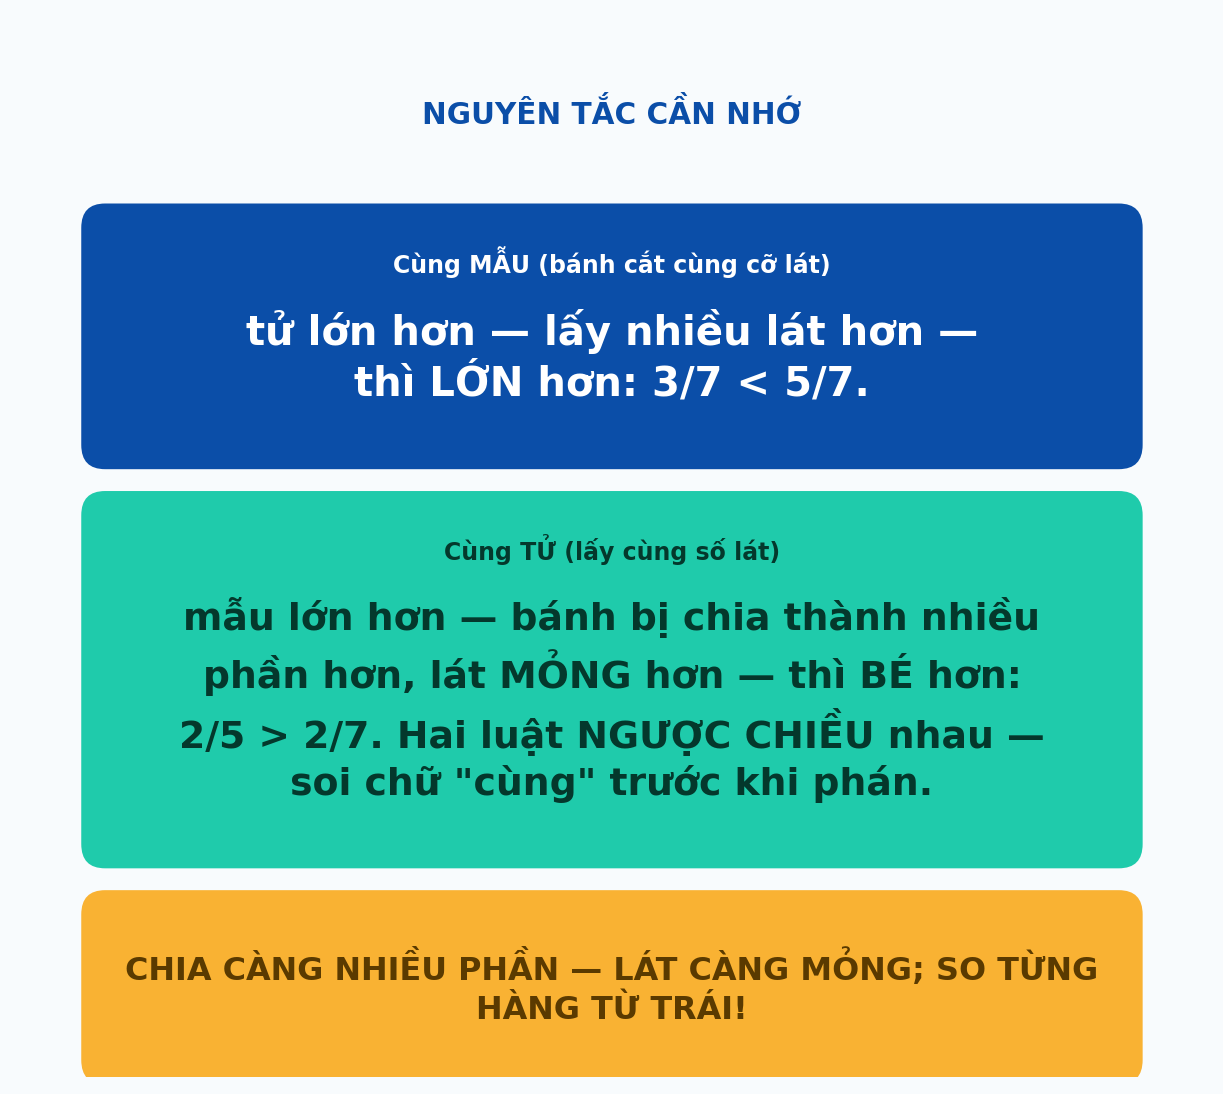 NGUYÊN TẮC CẦN NHỚ
Cùng MẪU (bánh cắt cùng cỡ lát)
tử lớn hơn — lấy nhiều lát hơn —
thì LỚN hơn: 3/7 < 5/7.
Cùng TỬ (lấy cùng số lát)
mẫu lớn hơn — bánh bị chia thành nhiều
phần hơn, lát MỎNG hơn — thì BÉ hơn:
2/5 > 2/7. Hai luật NGƯỢC CHIỀU nhau —
soi chữ "cùng" trước khi phán.
CHIA CÀNG NHIỀU PHẦN — LÁT CÀNG MỎNG; SO TỪNG
HÀNG TỪ TRÁI!